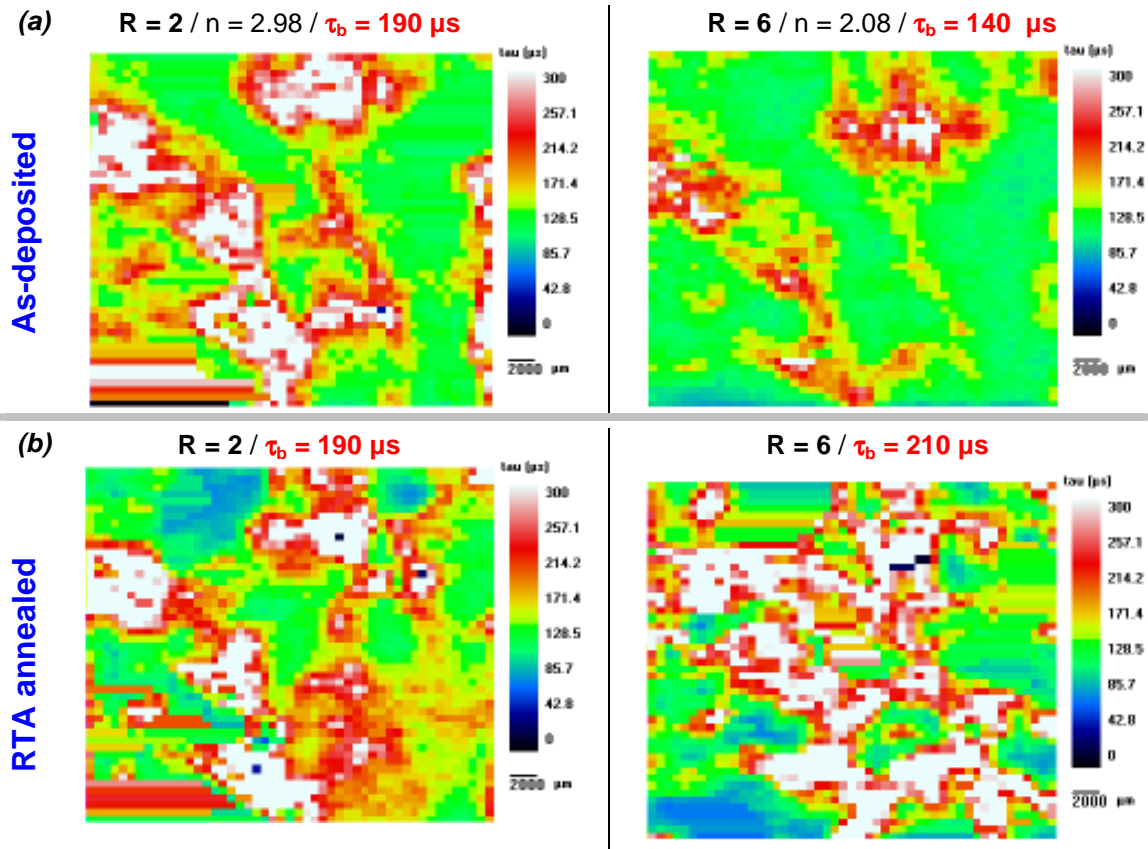 (a)
R = 2 / n = 2.98 / τb = 190 µs
R = 6 / n = 2.08 / τb = 140 µs
As-deposited
tau (µs)
300
257.1
214.2
171.4
128.5
85.7
42.8
0
2000 µm
tau (µs)
300
257.1
214.2
171.4
128.5
85.7
42.8
0
2000 µm
(b)
R = 2 / τb = 190 µs
R = 6 / τb = 210 µs
RTA annealed
tau (µs)
300
257.1
214.2
171.4
128.5
85.7
42.8
0
2000 µm
tau (µs)
300
257.1
214.2
171.4
128.5
85.7
42.8
0
2000 µm